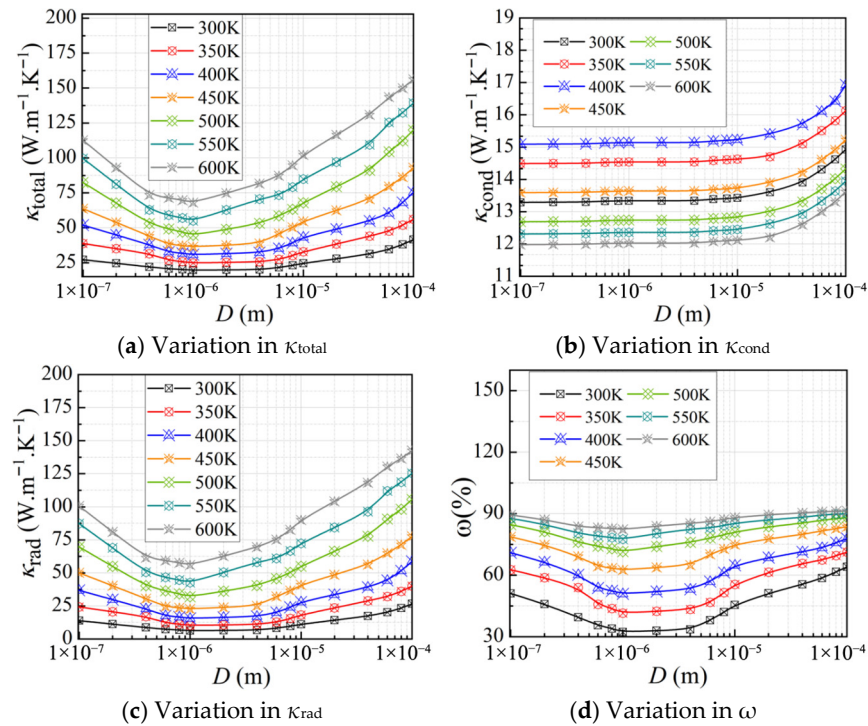 200
175
150
125
100
75
50
25
κtotal (W.m−1.K−1)
300K
350K
400K
450K
500K
550K
600K
1×10−7 1×10−6 1×10−5 1×10−4
D (m)
(a) Variation in κtotal
19
18
17
16
15
14
13
12
11
κcond (W.m−1.K−1)
300K 500K
350K 550K
400K 600K
450K
1×10−7 1×10−6 1×10−5 1×10−4
D (m)
(b) Variation in κcond
200
175
150
125
100
75
50
25
0
κrad (W.m−1.K−1)
300K
350K
400K
450K
500K
550K
600K
1×10−7 1×10−6 1×10−5 1×10−4
D (m)
(c) Variation in κrad
150
120
90
60
30
ω(%)
300K 500K
350K 550K
400K 600K
450K
1×10−7 1×10−6 1×10−5 1×10−4
D (m)
(d) Variation in ω